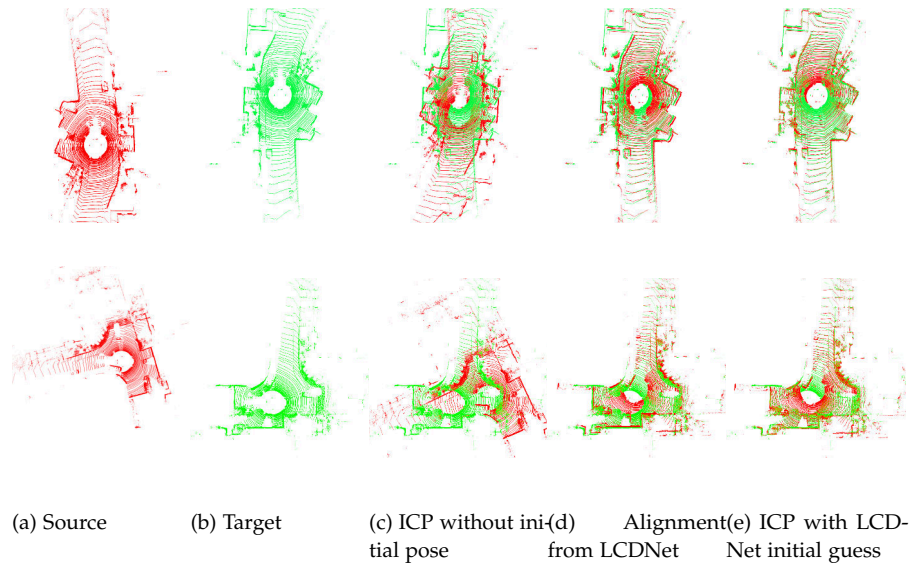 (a) Source
(b) Target
(c) ICP without ini-
tial pose
(d) Alignment
from LCDNet
(e) ICP with LCD-
Net initial guess